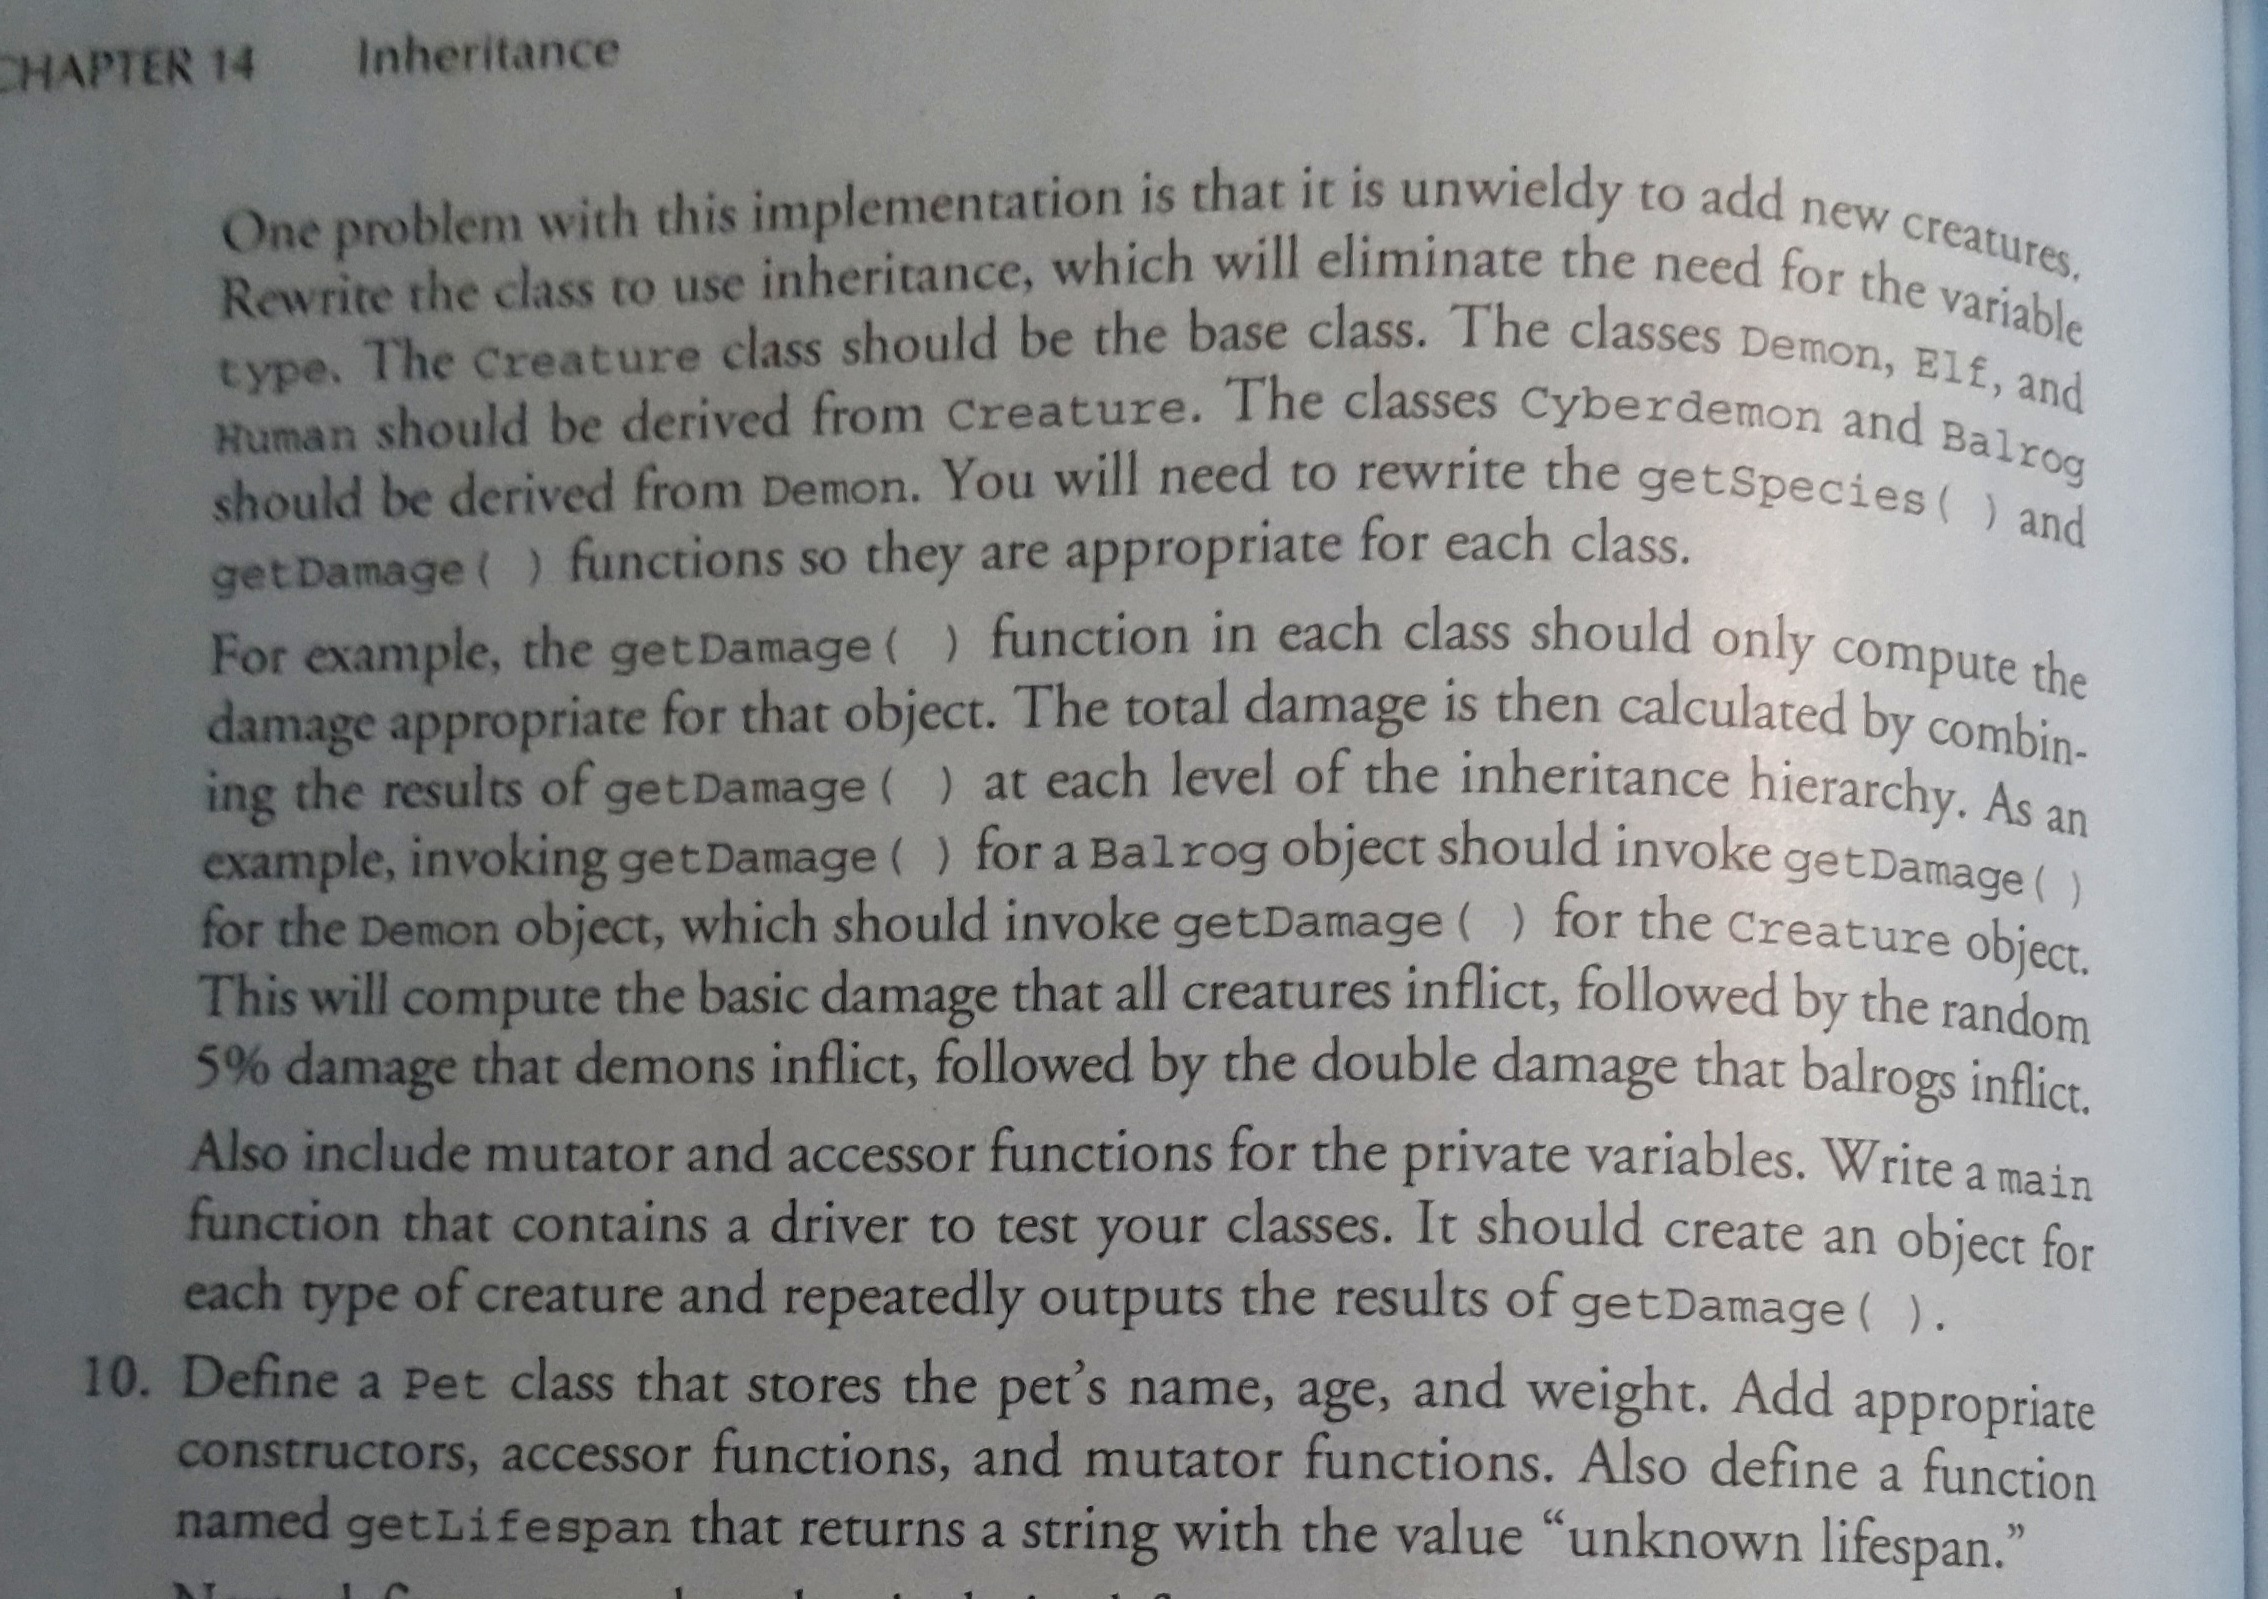 CHAPTER 14 Inheritance
One problem with this implementation is that it is unwieldy to add new creatures.
Rewrite the class to use inheritance, which will eliminate the need for the variable
type. The Creature class should be the base class. The classes Demon, Elf, and
Human should be derived from Creature. The classes Cyberdemon and Balrog
should be derived from Demon. You will need to rewrite the getSpecies( ) and
getDamage( ) functions so they are appropriate for each class.
For example, the getDamage( ) function in each class should only compute the
damage appropriate for that object. The total damage is then calculated by combin-
ing the results of getDamage( ) at each level of the inheritance hierarchy. As an
example, invoking getDamage( ) for a Balrog object should invoke getDamage( )
for the Demon object, which should invoke getDamage( ) for the Creature object.
This will compute the basic damage that all creatures inflict, followed by the random
5% damage that demons inflict, followed by the double damage that balrogs inflict.
Also include mutator and accessor functions for the private variables. Write a main
function that contains a driver to test your classes. It should create an object for
each type of creature and repeatedly outputs the results of getDamage( ).
10. Define a Pet class that stores the pet's name, age, and weight. Add appropriate
constructors, accessor functions, and mutator functions. Also define a function
named getLifespan that returns a string with the value “unknown lifespan.”